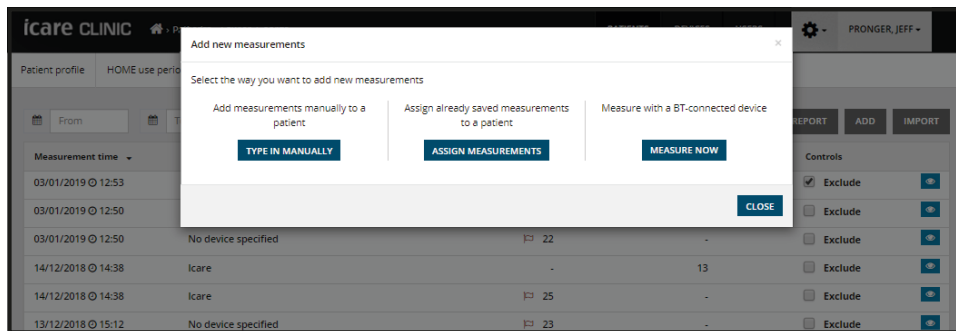 icare CLINIC
PRONGER, JEFF
Add new measurements
×
Patient profile HOME use perio
Select the way you want to add new measurements
Add measurements manually to a patient
TYPE IN MANUALLY
Assign already saved measurements to a patient
ASSIGN MEASUREMENTS
Measure with a BT-connected device
MEASURE NOW
CLOSE
From
REPORT ADD IMPORT
Measurement time Controls
03/01/2019 12:53 Exclude
03/01/2019 12:50 Exclude
03/01/2019 12:50 No device specified 22 - Exclude
14/12/2018 14:38 Icare - 13 Exclude
14/12/2018 14:38 Icare 25 - Exclude
13/12/2018 15:12 No device specified 23 - Exclude